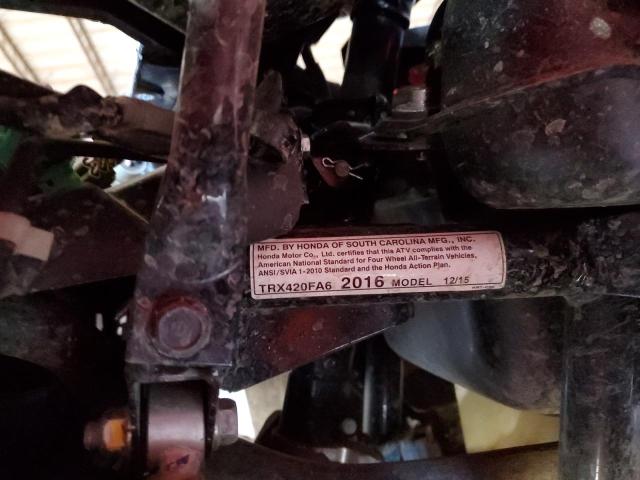 MFD. BY HONDA OF SOUTH CAROLINA MFG., INC.
Honda Motor Co., Ltd. certifies that this ATV complies with the
American National Standard for Four Wheel All-Terrain Vehicles,
ANSI/SVIA 1-2010 Standard and the Honda Action Plan.
TRX420FA6 2016 MODEL 12/15